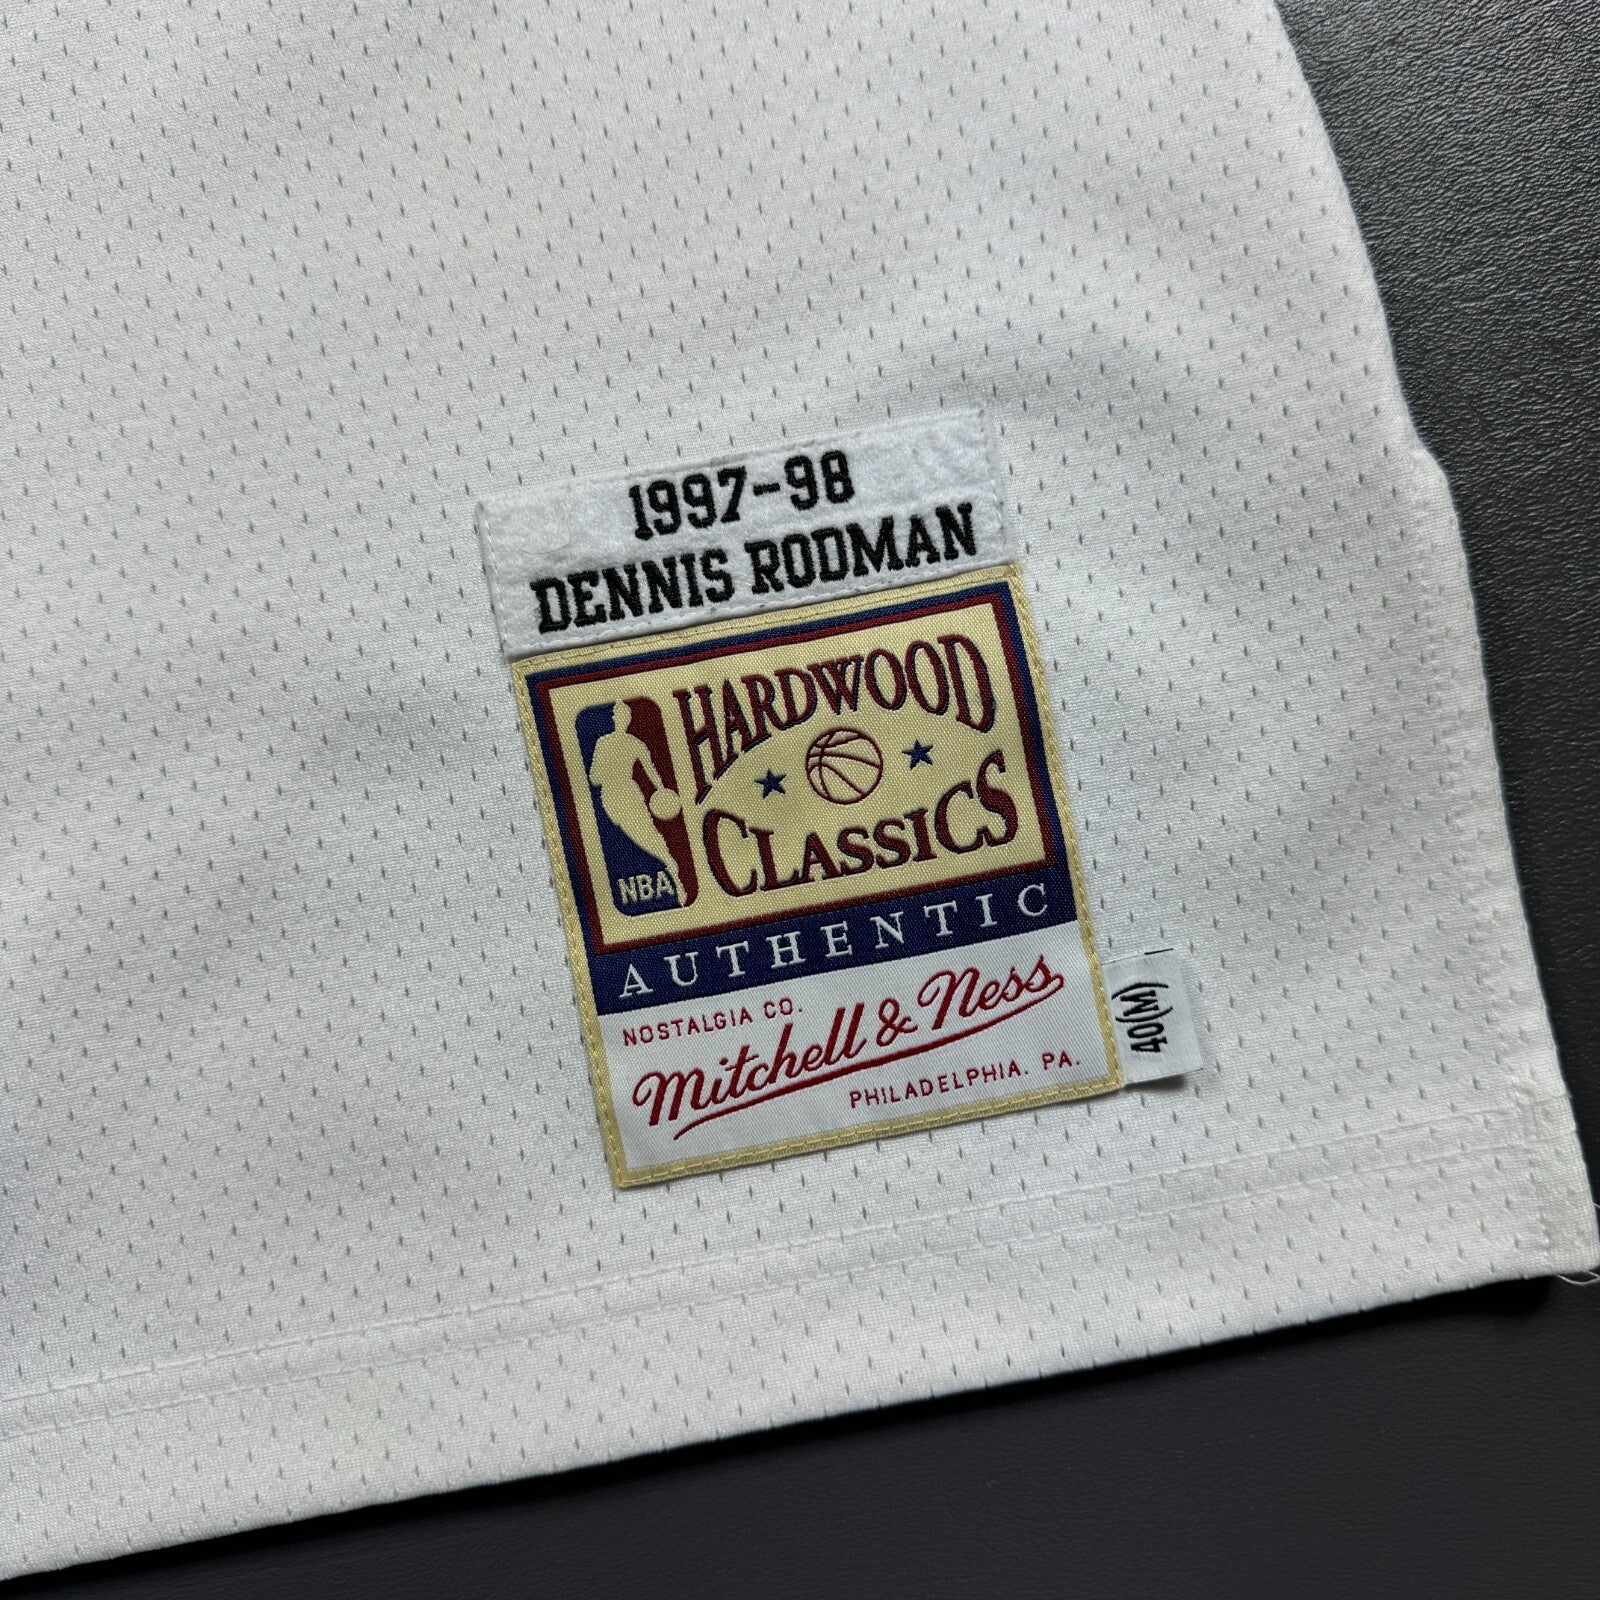 1997-98
DENNIS RODMAN
HARDWOOD
CLASSICS
NBA
AUTHENTIC
NOSTALGIA CO.
Mitchell & Ness
PHILADELPHIA. PA.
40(M)